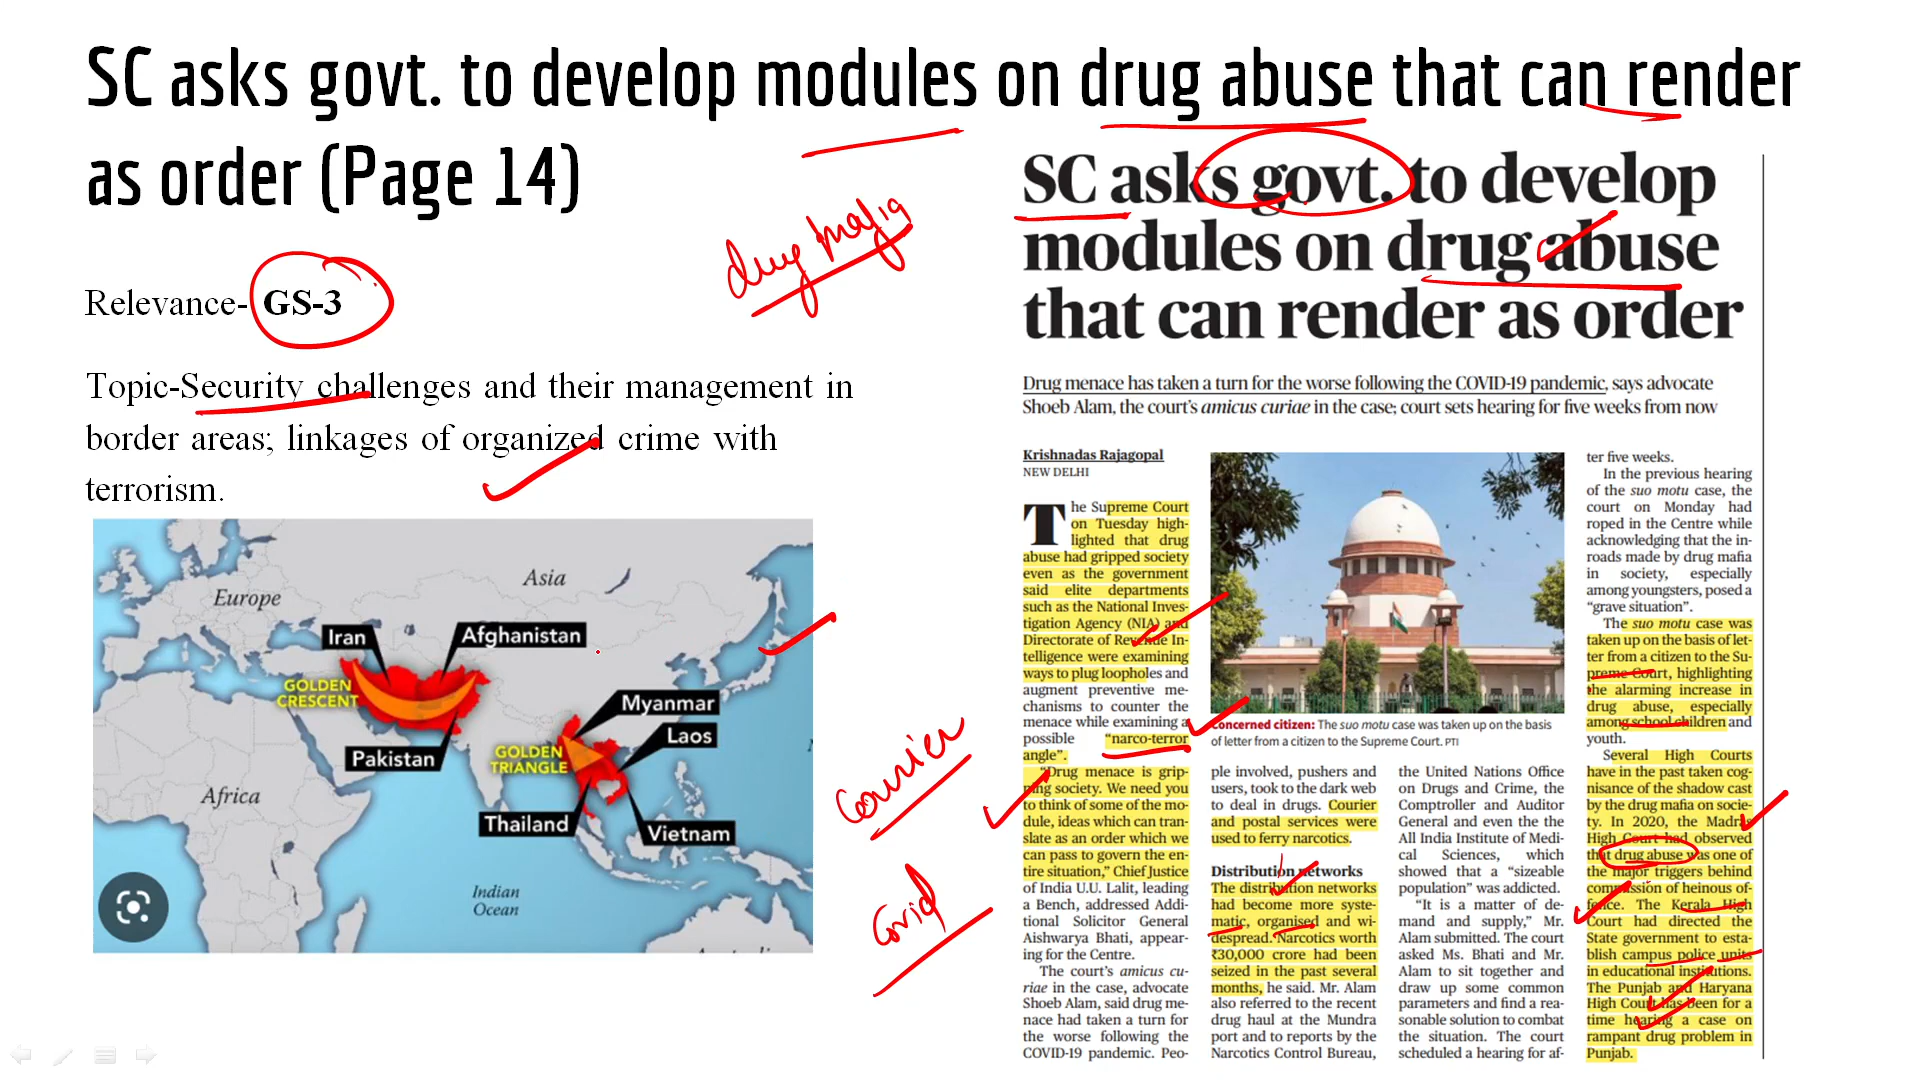 SC asks govt. to develop modules on drug abuse that can render
as order (Page 14)
Relevance- GS-3
Topic-Security challenges and their management in
border areas; linkages of organized crime with
terrorism.
drug mafia
Europe
Asia
Iran
Afghanistan
GOLDEN
CRESCENT
Pakistan
Myanmar
Laos
GOLDEN
TRIANGLE
Thailand
Vietnam
Africa
Indian
Ocean
Courier
Covid
SC asks govt. to develop
modules on drug abuse
that can render as order
Drug menace has taken a turn for the worse following the COVID-19 pandemic, says advocate
Shoeb Alam, the court's amicus curiae in the case; court sets hearing for five weeks from now
Krishnadas Rajagopal
NEW DELHI
The Supreme Court
on Tuesday high-
lighted that drug
abuse had gripped society
even as the government
said elite departments
such as the National Inves-
tigation Agency (NIA) and
Directorate of Revenue In-
telligence were examining
ways to plug loopholes and
augment preventive me-
chanisms to counter the
menace while examining a
possible "narco-terror
angle".
"Drug menace is grip-
ping society. We need you
to think of some of the mo-
dule, ideas which can tran-
slate as an order which we
can pass to govern the en-
tire situation," Chief Justice
of India U.U. Lalit, leading
a Bench, addressed Addi-
tional Solicitor General
Aishwarya Bhati, appear-
ing for the Centre.
The court's amicus cu-
riae in the case, advocate
Shoeb Alam, said drug me-
nace had taken a turn for
the worse following the
COVID-19 pandemic. Peo-
Concerned citizen: The suo motu case was taken up on the basis
of letter from a citizen to the Supreme Court. PTI
ple involved, pushers and
users, took to the dark web
to deal in drugs. Courier
and postal services were
used to ferry narcotics.
Distribution networks
The distribution networks
had become more syste-
matic, organised and wi-
despread. Narcotics worth
₹30,000 crore had been
seized in the past several
months, he said. Mr. Alam
also referred to the recent
drug haul at the Mundra
port and to reports by the
Narcotics Control Bureau,
the United Nations Office
on Drugs and Crime, the
Comptroller and Auditor
General and even the the
All India Institute of Medi-
cal Sciences, which
showed that a "sizeable
population" was addicted.
"It is a matter of de-
mand and supply," Mr.
Alam submitted. The court
asked Ms. Bhati and Mr.
Alam to sit together and
draw up some common
parameters and find a rea-
sonable solution to combat
the situation. The court
scheduled a hearing for af-
ter five weeks.
In the previous hearing
of the suo motu case, the
court on Monday had
roped in the Centre while
acknowledging that the in-
roads made by drug mafia
in society, especially
among youngsters, posed a
"grave situation".
The suo motu case was
taken up on the basis of let-
ter from a citizen to the Su-
preme Court, highlighting
the alarming increase in
drug abuse, especially
among school children and
youth.
Several High Courts
have in the past taken cog-
nisance of the shadow cast
by the drug mafia on socie-
ty. In 2020, the Madras
High Court had observed
that drug abuse was one of
the major triggers behind
commission of heinous of-
fence. The Kerala High
Court had directed the
State government to esta-
blish campus police units
in educational institutions.
The Punjab and Haryana
High Court has been for a
time hearing a case on
rampant drug problem in
Punjab.